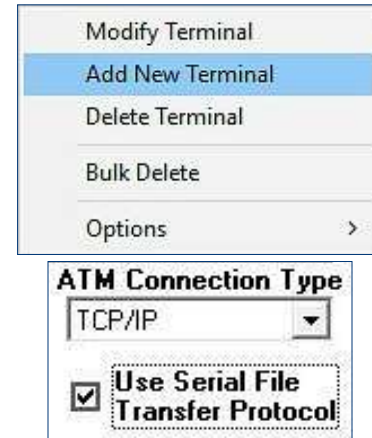 Modify Terminal
Add New Terminal
Delete Terminal
Bulk Delete
Options >
ATM Connection Type
TCP/IP
Use Serial File
Transfer Protocol